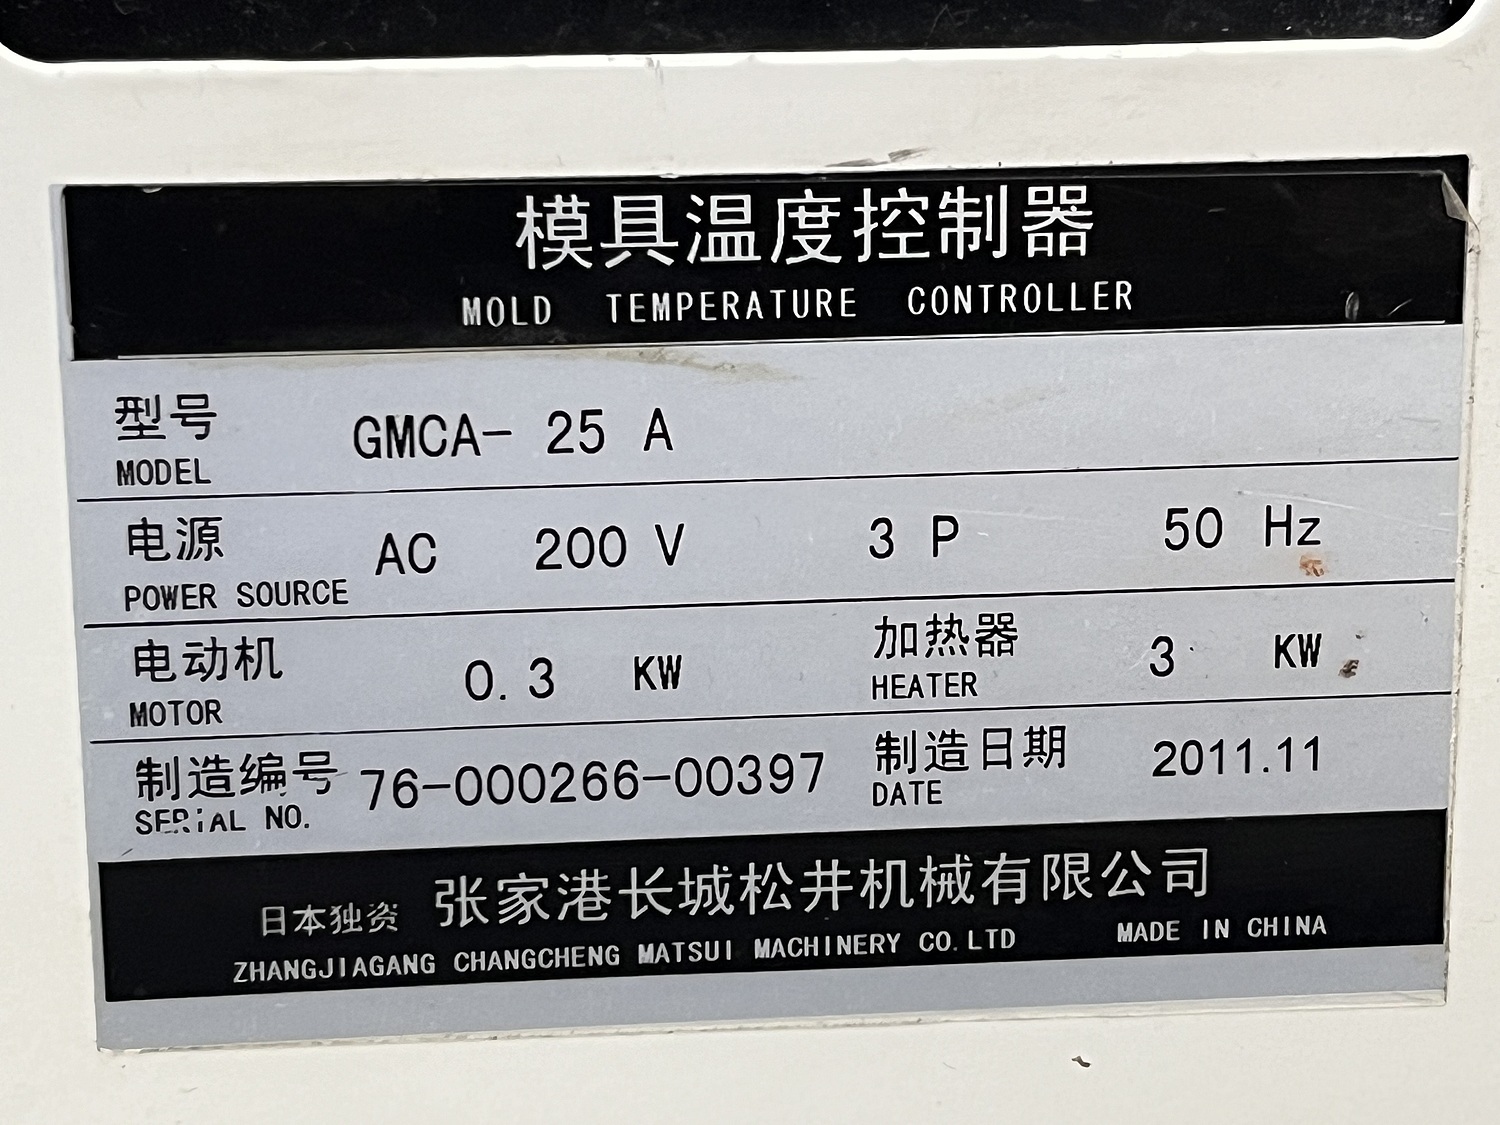 模具温度控制器
MOLD TEMPERATURE CONTROLLER
型号 GMCA- 25 A
MODEL
电源 AC 200 V 3 P 50 Hz
POWER SOURCE
电动机 0.3 KW 加热器 3 KW
MOTOR HEATER
制造编号 76-000266-00397 制造日期 2011.11
SERIAL NO. DATE
日本独资 张家港长城松井机械有限公司
ZHANGJIAGANG CHANGCHENG MATSUI MACHINERY CO.LTD MADE IN CHINA